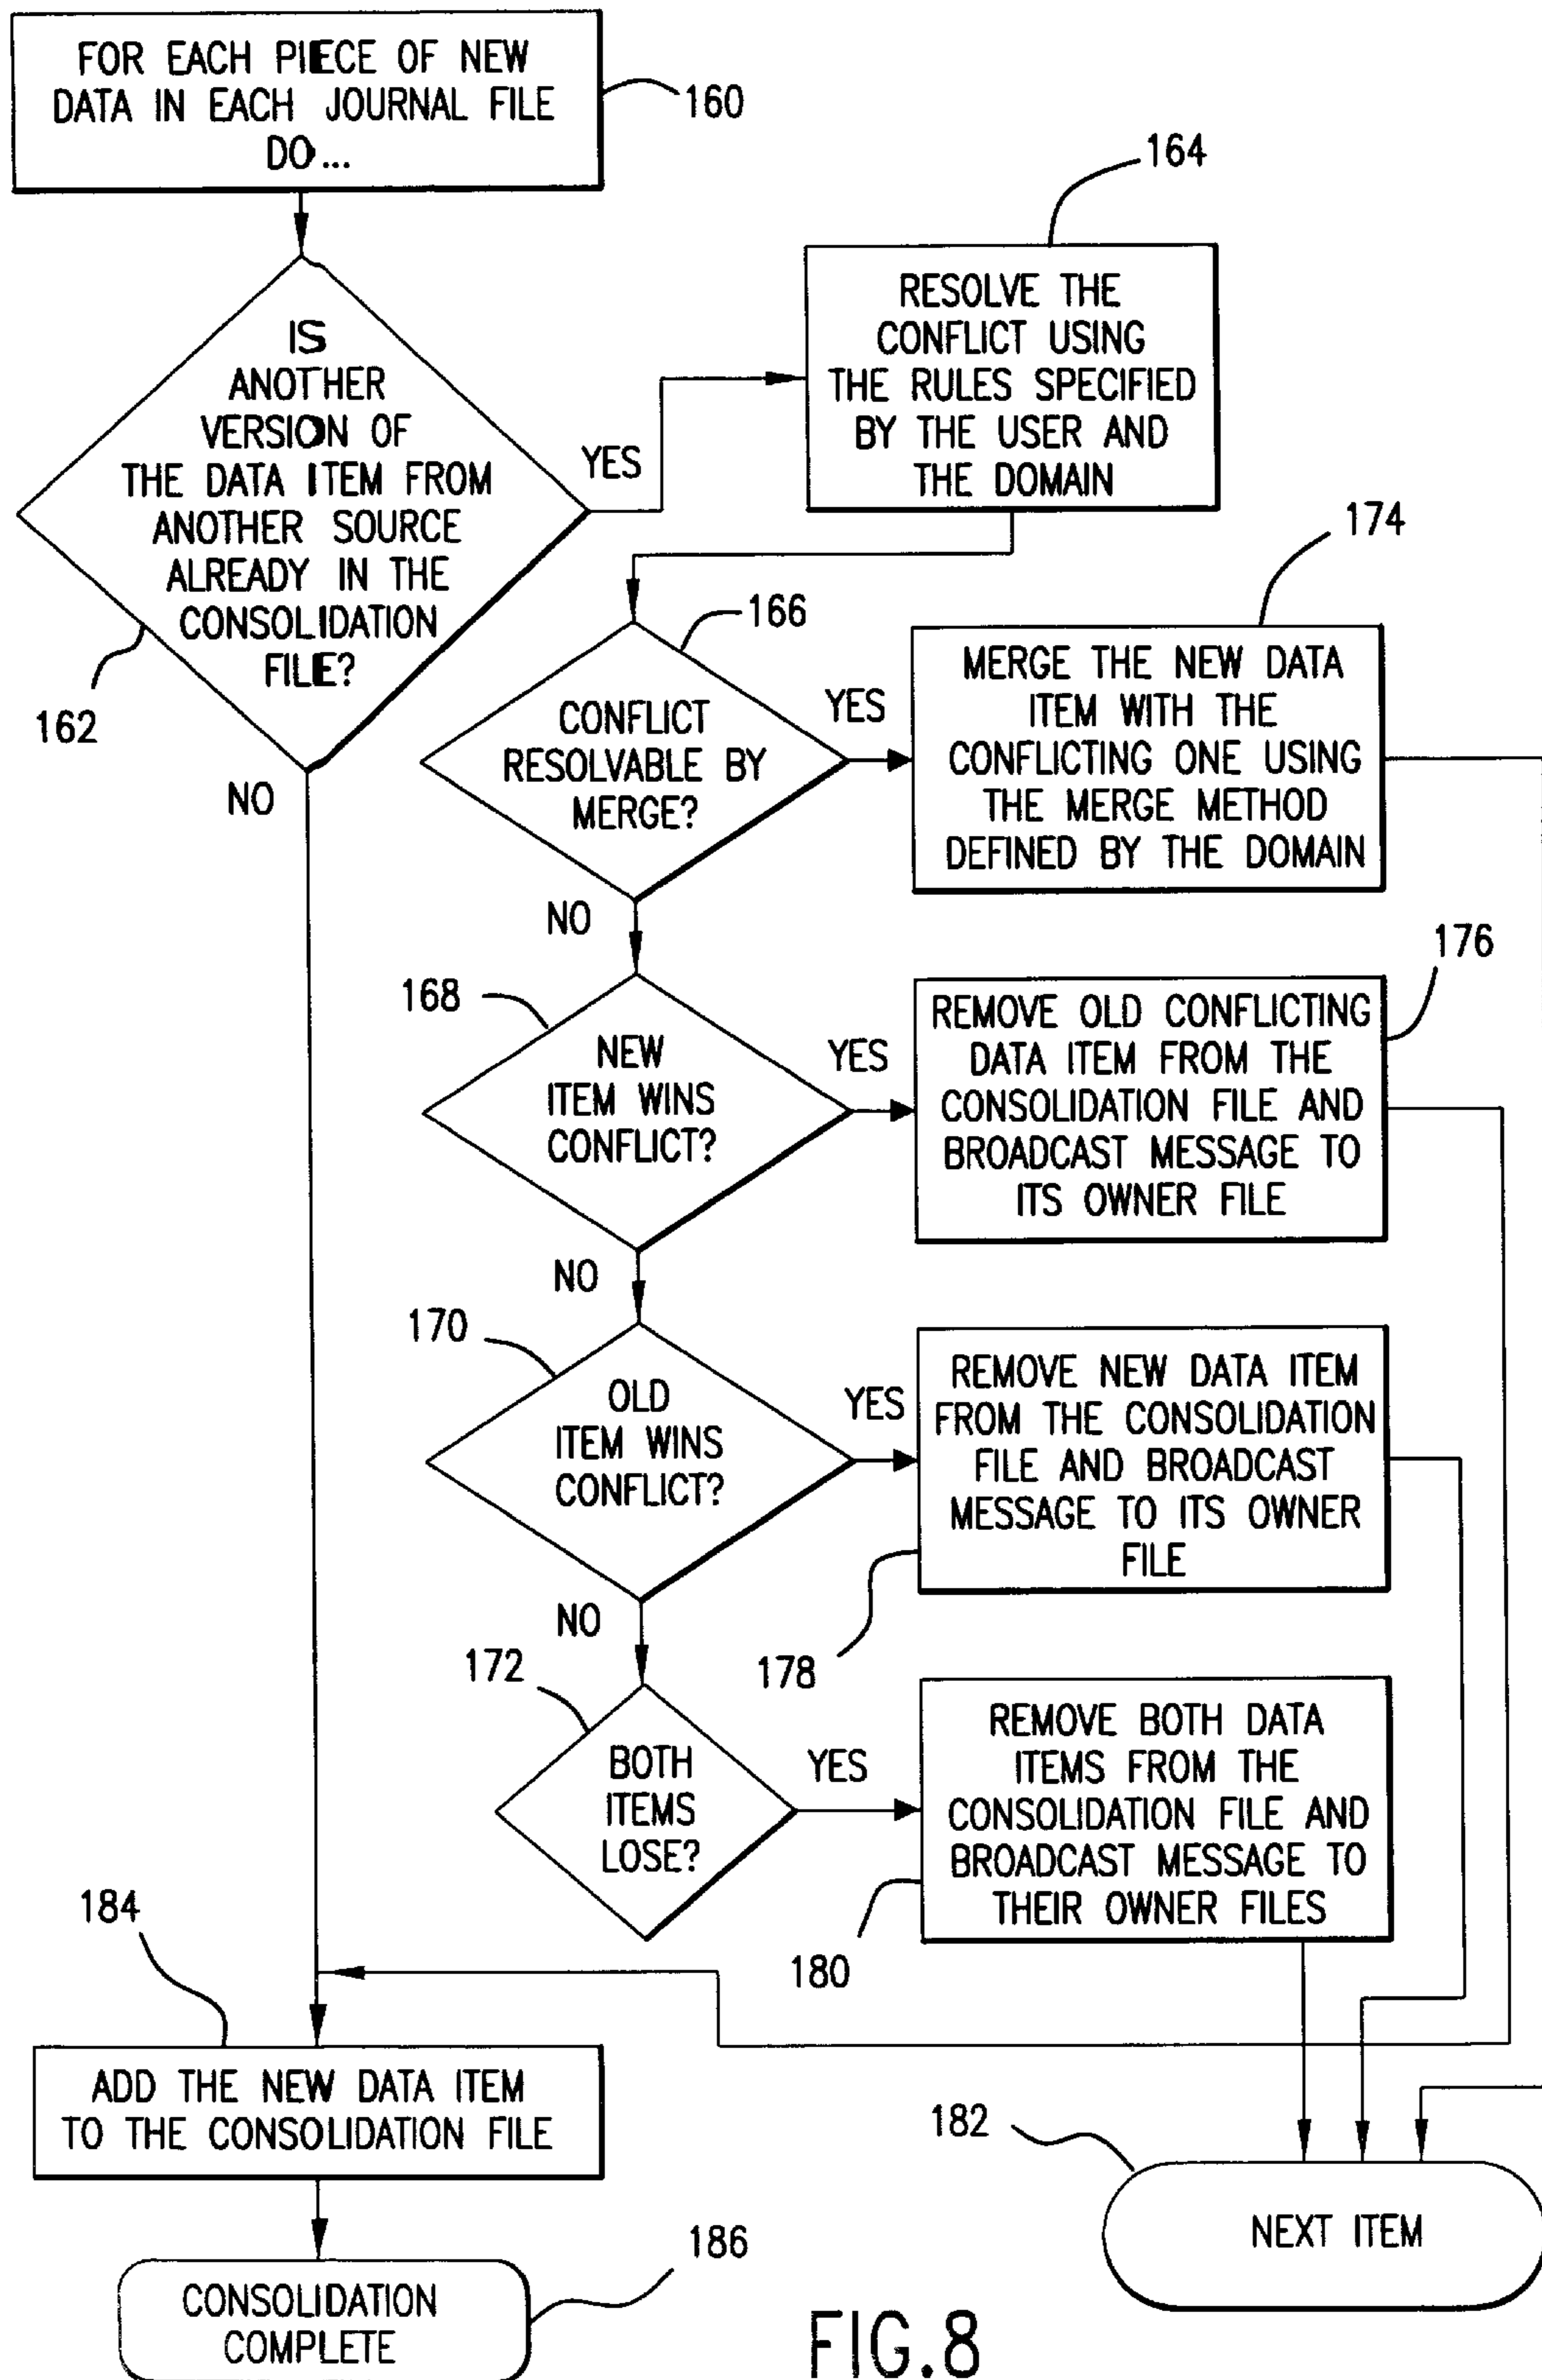 FOR EACH PIECE OF NEW
DATA IN EACH JOURNAL FILE
DO...
160
164
RESOLVE THE
CONFLICT USING
THE RULES SPECIFIED
BY THE USER AND
THE DOMAIN
IS
ANOTHER
VERSION OF
THE DATA ITEM FROM
ANOTHER SOURCE
ALREADY IN THE
CONSOLIDATION
FILE?
YES
162
NO
166
CONFLICT
RESOLVABLE BY
MERGE?
YES
NO
174
MERGE THE NEW DATA
ITEM WITH THE
CONFLICTING ONE USING
THE MERGE METHOD
DEFINED BY THE DOMAIN
168
NEW
ITEM WINS
CONFLICT?
YES
NO
176
REMOVE OLD CONFLICTING
DATA ITEM FROM THE
CONSOLIDATION FILE AND
BROADCAST MESSAGE TO
ITS OWNER FILE
170
OLD
ITEM WINS
CONFLICT?
YES
NO
REMOVE NEW DATA ITEM
FROM THE CONSOLIDATION
FILE AND BROADCAST
MESSAGE TO ITS OWNER
FILE
178
172
BOTH
ITEMS
LOSE?
YES
REMOVE BOTH DATA
ITEMS FROM THE
CONSOLIDATION FILE AND
BROADCAST MESSAGE TO
THEIR OWNER FILES
180
184
ADD THE NEW DATA ITEM
TO THE CONSOLIDATION FILE
182
NEXT ITEM
186
CONSOLIDATION
COMPLETE
FIG.8